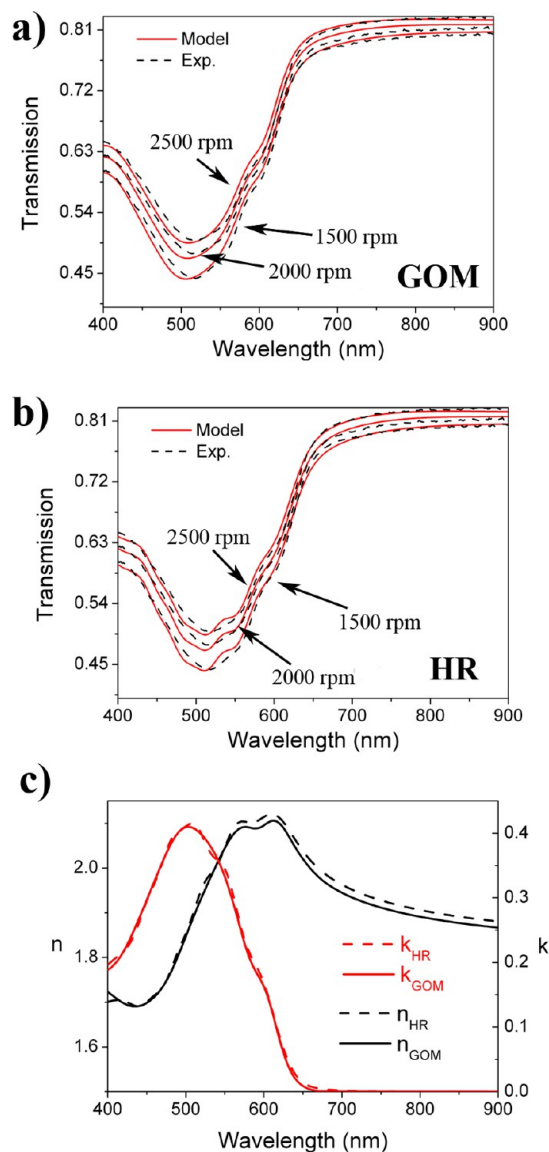 a)
0.81
0.72
0.63
0.54
0.45
Transmission
Model
Exp.
2500 rpm
1500 rpm
2000 rpm
GOM
400 500 600 700 800 900
Wavelength (nm)
b)
0.81
0.72
0.63
0.54
0.45
Transmission
Model
Exp.
2500 rpm
1500 rpm
2000 rpm
HR
400 500 600 700 800 900
Wavelength (nm)
c)
2.0
1.8
1.6
n
0.4
0.3
0.2
0.1
0.0
k
kHR
kGOM
nHR
nGOM
400 500 600 700 800 900
Wavelength (nm)